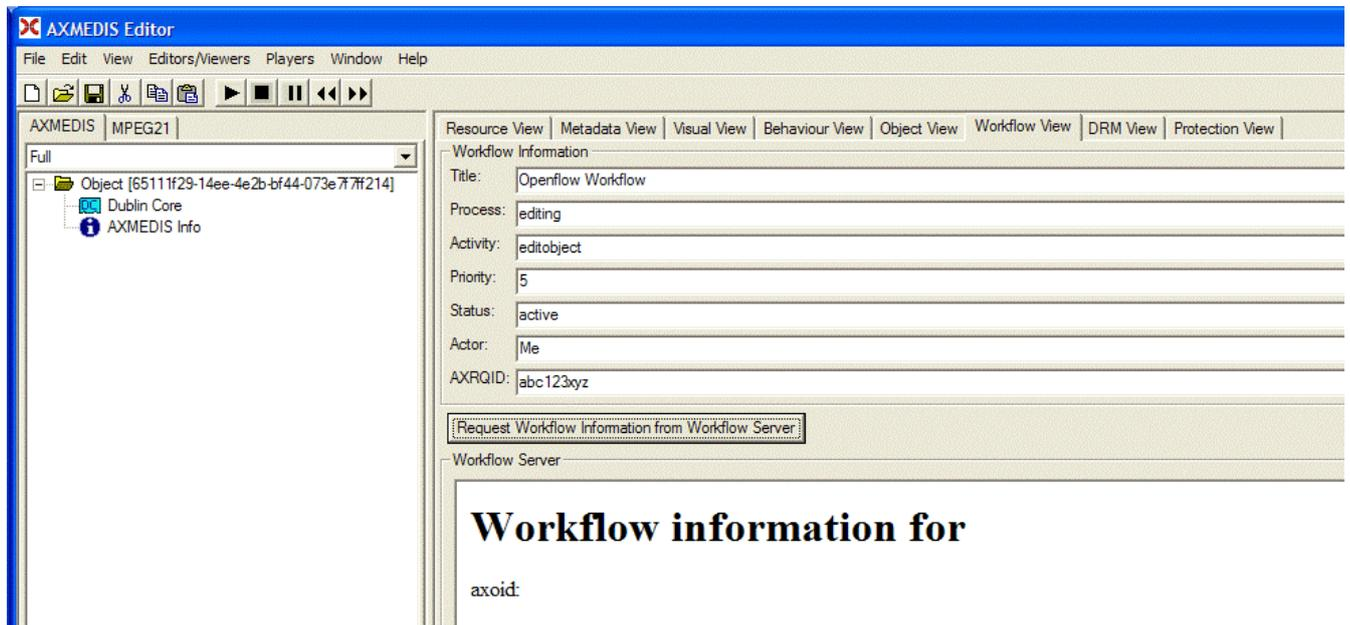 AXMEDIS Editor
File Edit View Editors/Viewers Players Window Help
AXMEDIS MPEG21
Full
Object [65111f29-14ee-4e2b-bf44-073e7f7ff214]
DC Dublin Core
AXMEDIS Info
Resource View Metadata View Visual View Behaviour View Object View Workflow View DRM View Protection View
Workflow Information
Title: Openflow Workflow
Process: editing
Activity: editobject
Priority: 5
Status: active
Actor: Me
AXRQID: abc123xyz
Request Workflow Information from Workflow Server
Workflow Server
Workflow information for
axoid: